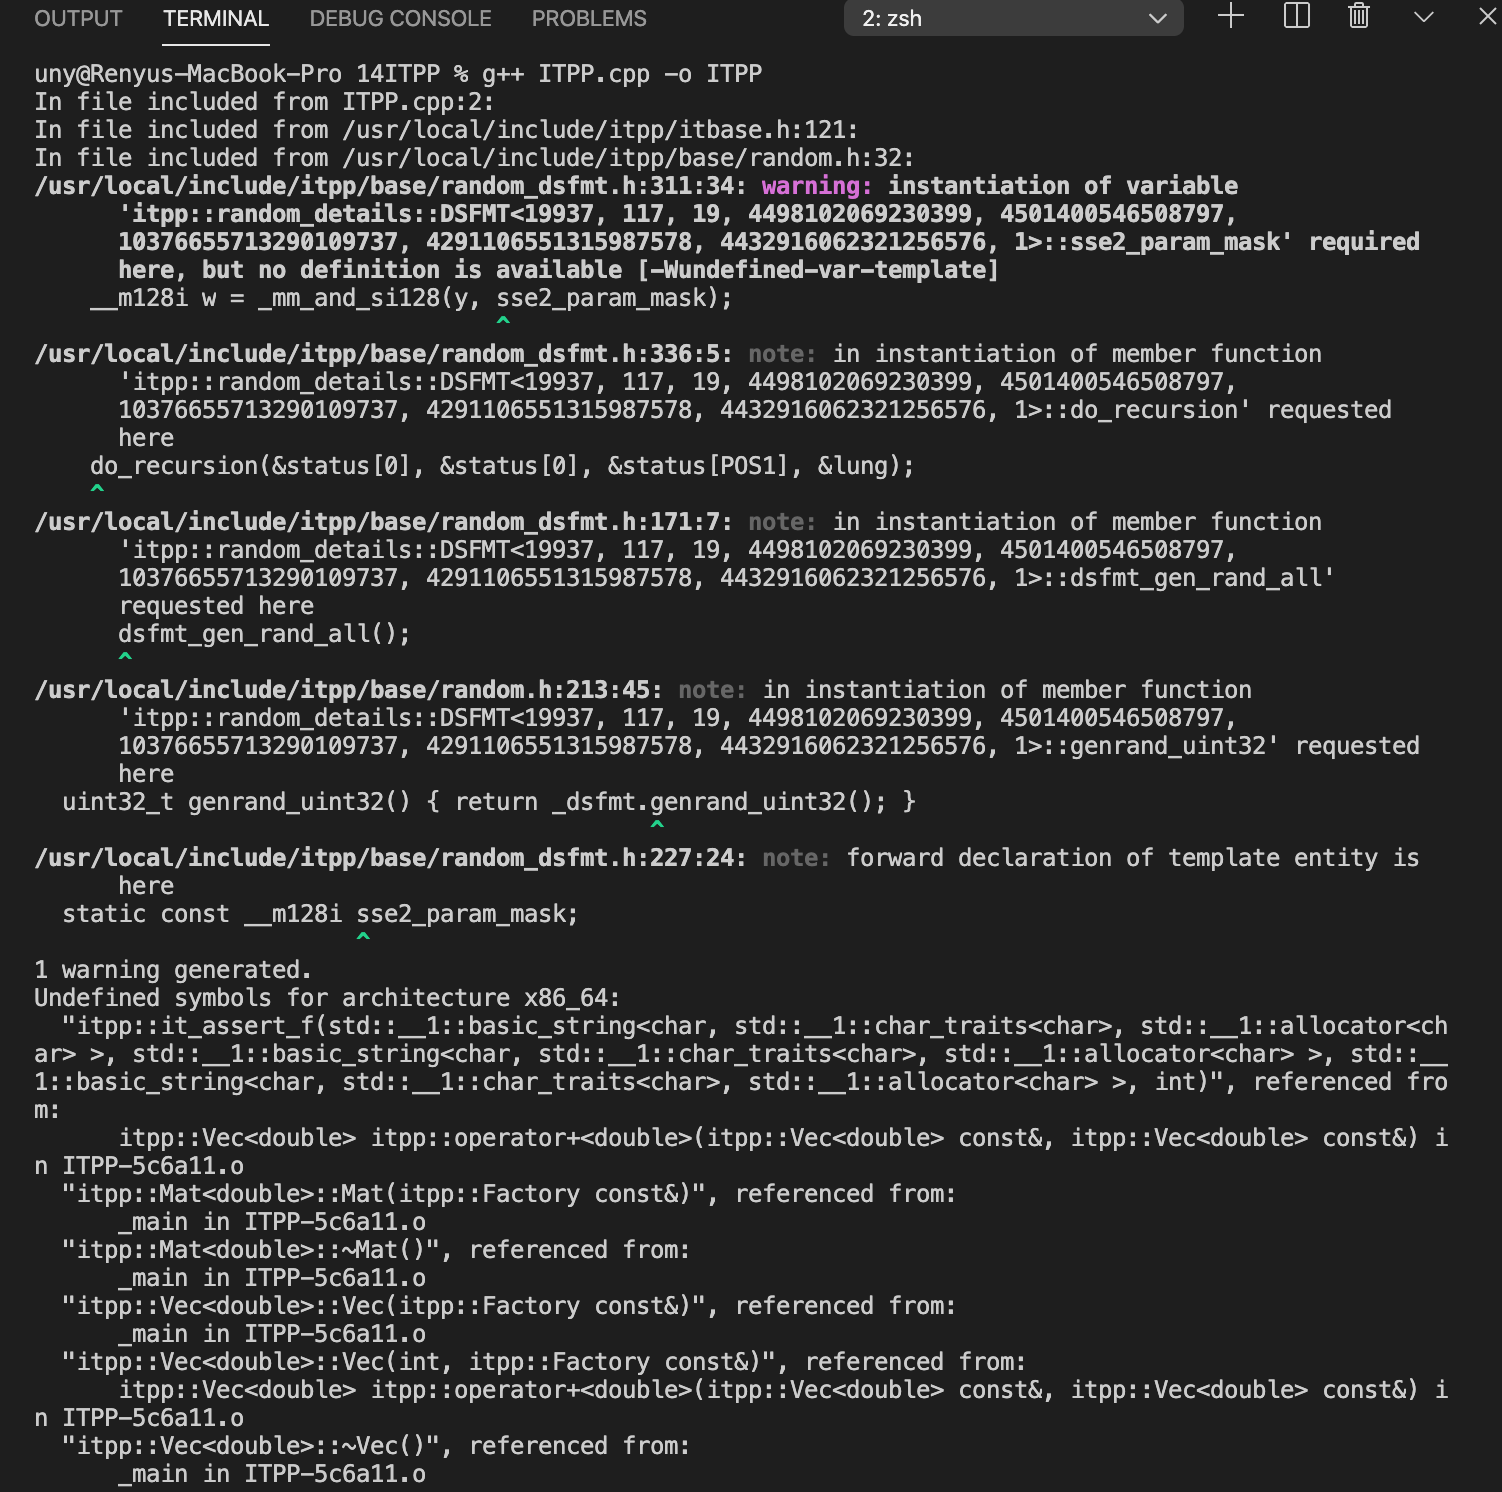 OUTPUT TERMINAL DEBUG CONSOLE PROBLEMS 2: zsh
uny@Renyus-MacBook-Pro 14ITPP % g++ ITPP.cpp -o ITPP
In file included from ITPP.cpp:2:
In file included from /usr/local/include/itpp/itbase.h:121:
In file included from /usr/local/include/itpp/base/random.h:32:
/usr/local/include/itpp/base/random_dsfmt.h:311:34: warning: instantiation of variable
      'itpp::random_details::DSFMT<19937, 117, 19, 4498102069230399, 4501400546508797,
      10376655713290109737, 4291106551315987578, 4432916062321256576, 1>::sse2_param_mask' required
      here, but no definition is available [-Wundefined-var-template]
    __m128i w = _mm_and_si128(y, sse2_param_mask);
                                 ^
/usr/local/include/itpp/base/random_dsfmt.h:336:5: note: in instantiation of member function
      'itpp::random_details::DSFMT<19937, 117, 19, 4498102069230399, 4501400546508797,
      10376655713290109737, 4291106551315987578, 4432916062321256576, 1>::do_recursion' requested
      here
    do_recursion(&status[0], &status[0], &status[POS1], &lung);
    ^
/usr/local/include/itpp/base/random_dsfmt.h:171:7: note: in instantiation of member function
      'itpp::random_details::DSFMT<19937, 117, 19, 4498102069230399, 4501400546508797,
      10376655713290109737, 4291106551315987578, 4432916062321256576, 1>::dsfmt_gen_rand_all'
      requested here
      dsfmt_gen_rand_all();
      ^
/usr/local/include/itpp/base/random.h:213:45: note: in instantiation of member function
      'itpp::random_details::DSFMT<19937, 117, 19, 4498102069230399, 4501400546508797,
      10376655713290109737, 4291106551315987578, 4432916062321256576, 1>::genrand_uint32' requested
      here
  uint32_t genrand_uint32() { return _dsfmt.genrand_uint32(); }
                                            ^
/usr/local/include/itpp/base/random_dsfmt.h:227:24: note: forward declaration of template entity is
      here
  static const __m128i sse2_param_mask;
                       ^
1 warning generated.
Undefined symbols for architecture x86_64:
  "itpp::it_assert_f(std::__1::basic_string<char, std::__1::char_traits<char>, std::__1::allocator<ch
ar> >, std::__1::basic_string<char, std::__1::char_traits<char>, std::__1::allocator<char> >, std::__
1::basic_string<char, std::__1::char_traits<char>, std::__1::allocator<char> >, int)", referenced fro
m:
      itpp::Vec<double> itpp::operator+<double>(itpp::Vec<double> const&, itpp::Vec<double> const&) i
n ITPP-5c6a11.o
  "itpp::Mat<double>::Mat(itpp::Factory const&)", referenced from:
      _main in ITPP-5c6a11.o
  "itpp::Mat<double>::~Mat()", referenced from:
      _main in ITPP-5c6a11.o
  "itpp::Vec<double>::Vec(itpp::Factory const&)", referenced from:
      _main in ITPP-5c6a11.o
  "itpp::Vec<double>::Vec(int, itpp::Factory const&)", referenced from:
      itpp::Vec<double> itpp::operator+<double>(itpp::Vec<double> const&, itpp::Vec<double> const&) i
n ITPP-5c6a11.o
  "itpp::Vec<double>::~Vec()", referenced from:
      _main in ITPP-5c6a11.o